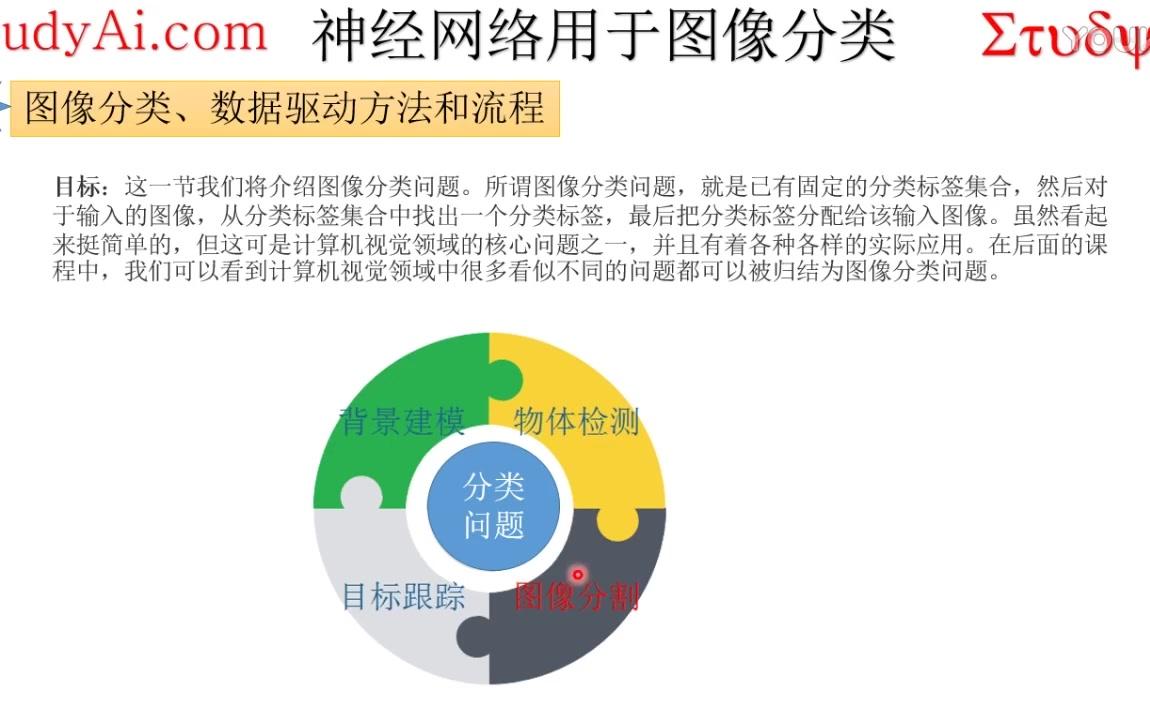 udyAi.com 神经网络用于图像分类 Στυδψ
图像分类、数据驱动方法和流程
目标：这一节我们将介绍图像分类问题。所谓图像分类问题，就是已有固定的分类标签集合，然后对
于输入的图像，从分类标签集合中找出一个分类标签，最后把分类标签分配给该输入图像。虽然看起
来挺简单的，但这可是计算机视觉领域的核心问题之一，并且有着各种各样的实际应用。在后面的课
程中，我们可以看到计算机视觉领域中很多看似不同的问题都可以被归结为图像分类问题。
背景建模 物体检测
分类
问题
目标跟踪 图像分割